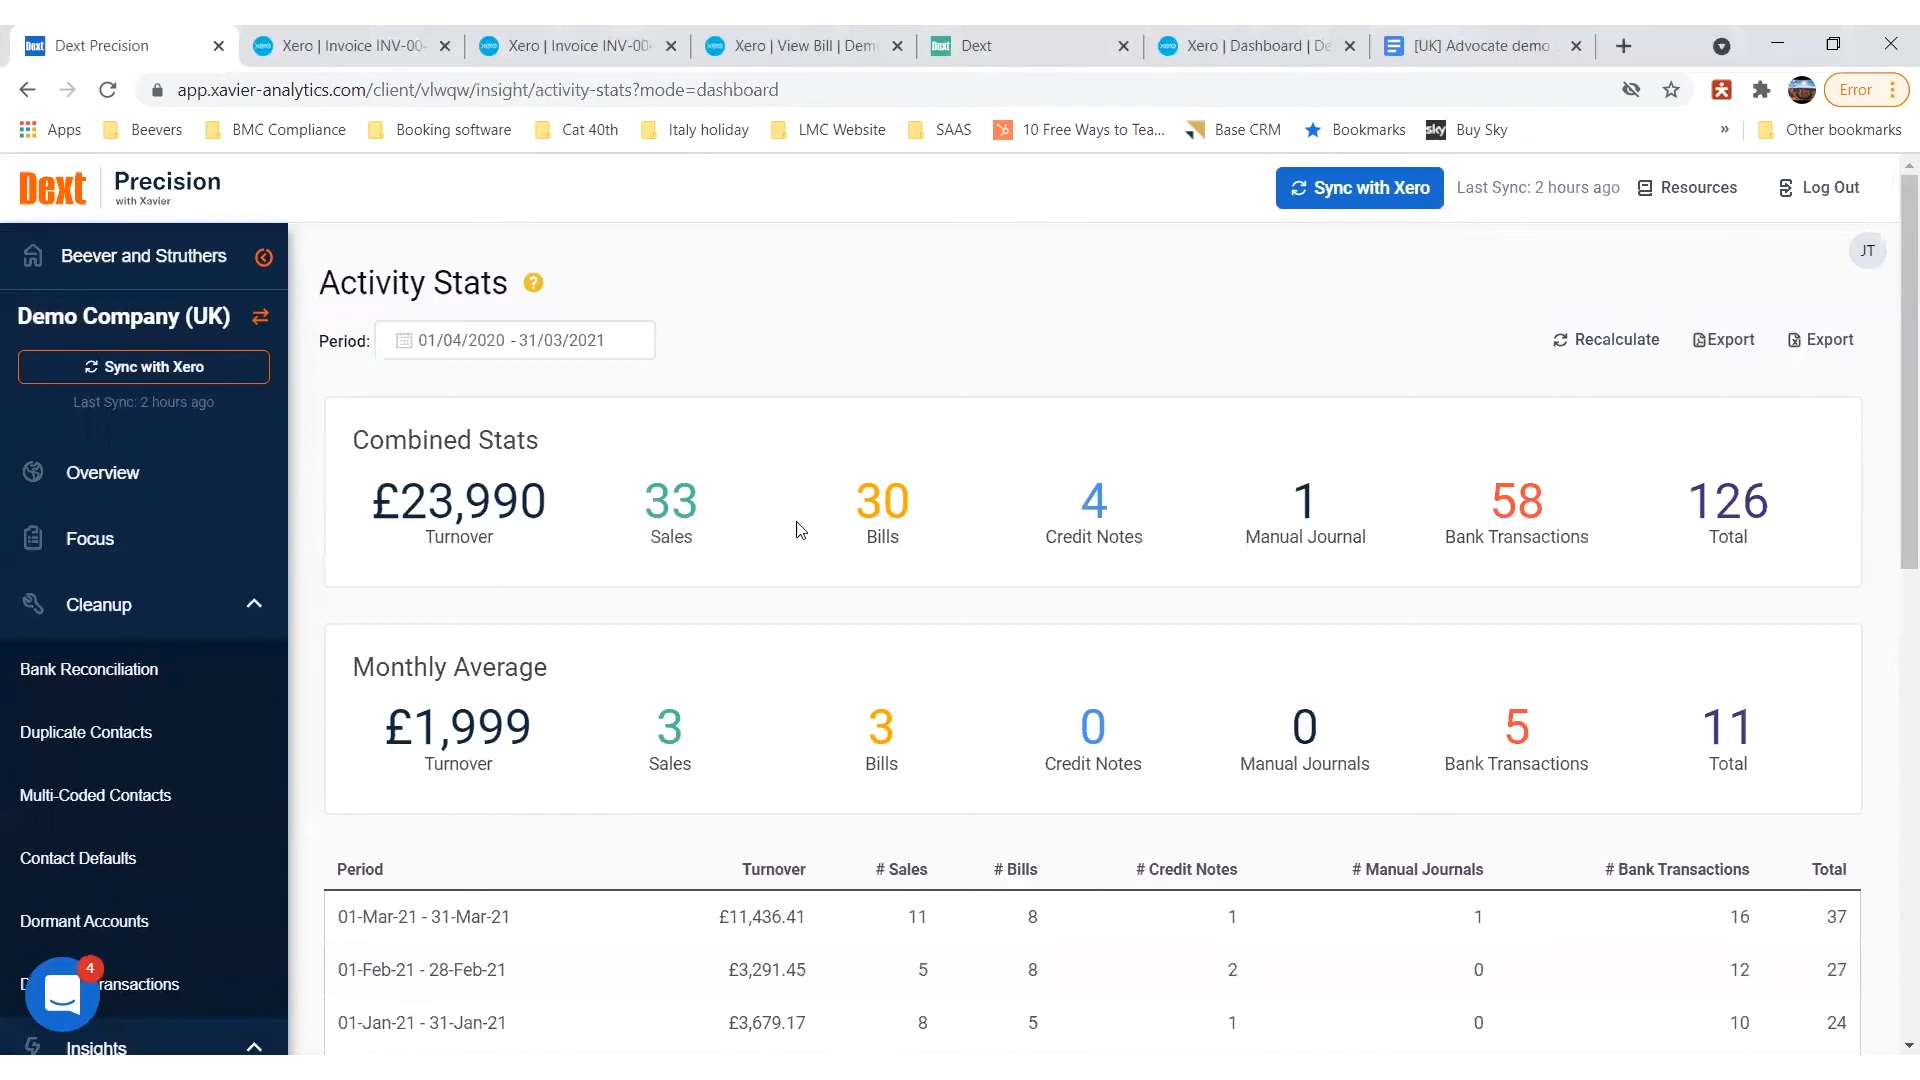 Dext Precision
Xero | Invoice INV-00
Xero | Invoice INV-00
Xero | View Bill | Dem
Dext
Xero | Dashboard | De
[UK] Advocate demo
app.xavier-analytics.com/client/vlwqw/insight/activity-stats?mode=dashboard
Error
Apps
Beevers
BMC Compliance
Booking software
Cat 40th
Italy holiday
LMC Website
SAAS
10 Free Ways to Tea...
Base CRM
Bookmarks
sky Buy Sky
»
Other bookmarks
Dext
Precision
with Xavier
Sync with Xero
Last Sync: 2 hours ago
Resources
Log Out
Beever and Struthers
JT
Demo Company (UK)
Sync with Xero
Last Sync: 2 hours ago
Overview
Focus
Cleanup
Bank Reconciliation
Duplicate Contacts
Multi-Coded Contacts
Contact Defaults
Dormant Accounts
ransactions
4
Insights
Activity Stats ?
Period: 01/04/2020 - 31/03/2021
Recalculate
Export
Export
Combined Stats
£23,990 33 30 4 1 58 126
Turnover Sales Bills Credit Notes Manual Journal Bank Transactions Total
Monthly Average
£1,999 3 3 0 0 5 11
Turnover Sales Bills Credit Notes Manual Journals Bank Transactions Total
Period Turnover # Sales # Bills # Credit Notes # Manual Journals # Bank Transactions Total
01-Mar-21 - 31-Mar-21 £11,436.41 11 8 1 1 16 37
01-Feb-21 - 28-Feb-21 £3,291.45 5 8 2 0 12 27
01-Jan-21 - 31-Jan-21 £3,679.17 8 5 1 0 10 24